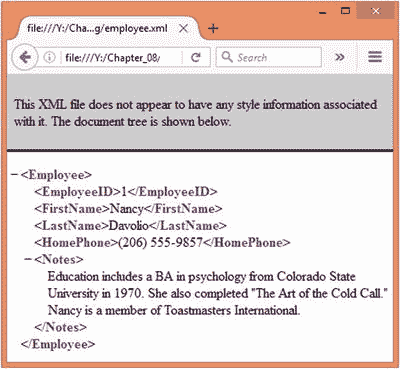 file:///Y:/Cha...g/employee.xml
file:///Y:/Chapter_08/
Search
This XML file does not appear to have any style information associated
with it. The document tree is shown below.
−<Employee>
<EmployeeID>1</EmployeeID>
<FirstName>Nancy</FirstName>
<LastName>Davolio</LastName>
<HomePhone>(206) 555-9857</HomePhone>
−<Notes>
Education includes a BA in psychology from Colorado State
University in 1970. She also completed "The Art of the Cold Call."
Nancy is a member of Toastmasters International.
</Notes>
</Employee>